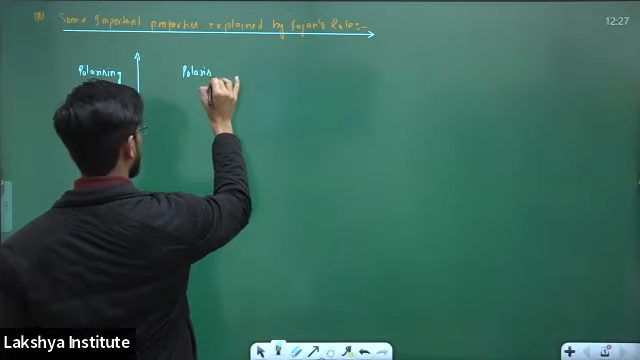 Some Important properties explained by Fajan's Rules:-
12:27
Polarising
Polaris
Lakshya Institute